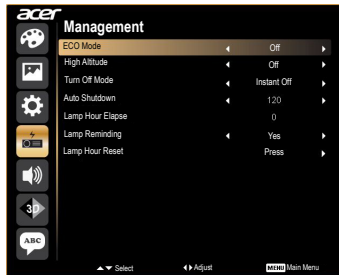 acer
Management
ECO Mode Off
High Altitude Off
Turn Off Mode Instant Off
Auto Shutdown 120
Lamp Hour Elapse 0
Lamp Reminding Yes
Lamp Hour Reset Press
3D
ABC
Select Adjust MENU Main Menu